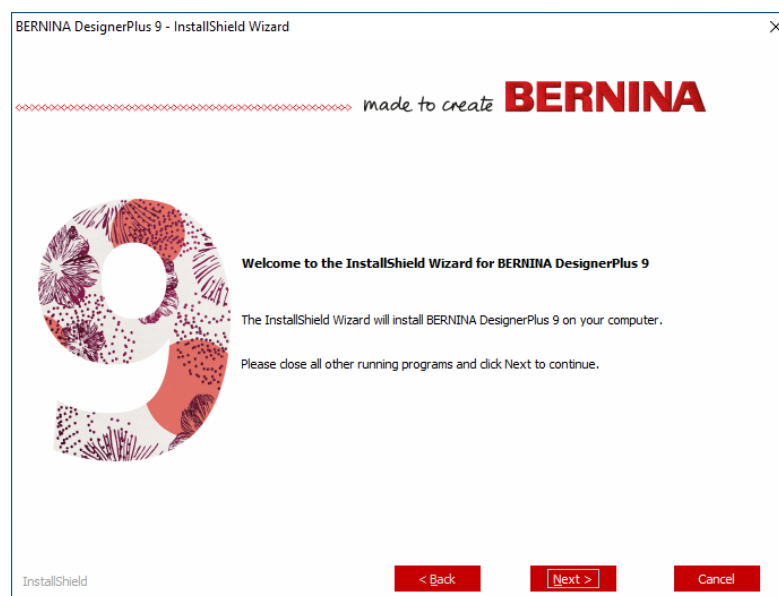 BERNINA DesignerPlus 9 - InstallShield Wizard
made to create BERNINA
9
Welcome to the InstallShield Wizard for BERNINA DesignerPlus 9
The InstallShield Wizard will install BERNINA DesignerPlus 9 on your computer.
Please close all other running programs and click Next to continue.
InstallShield
< Back
Next >
Cancel